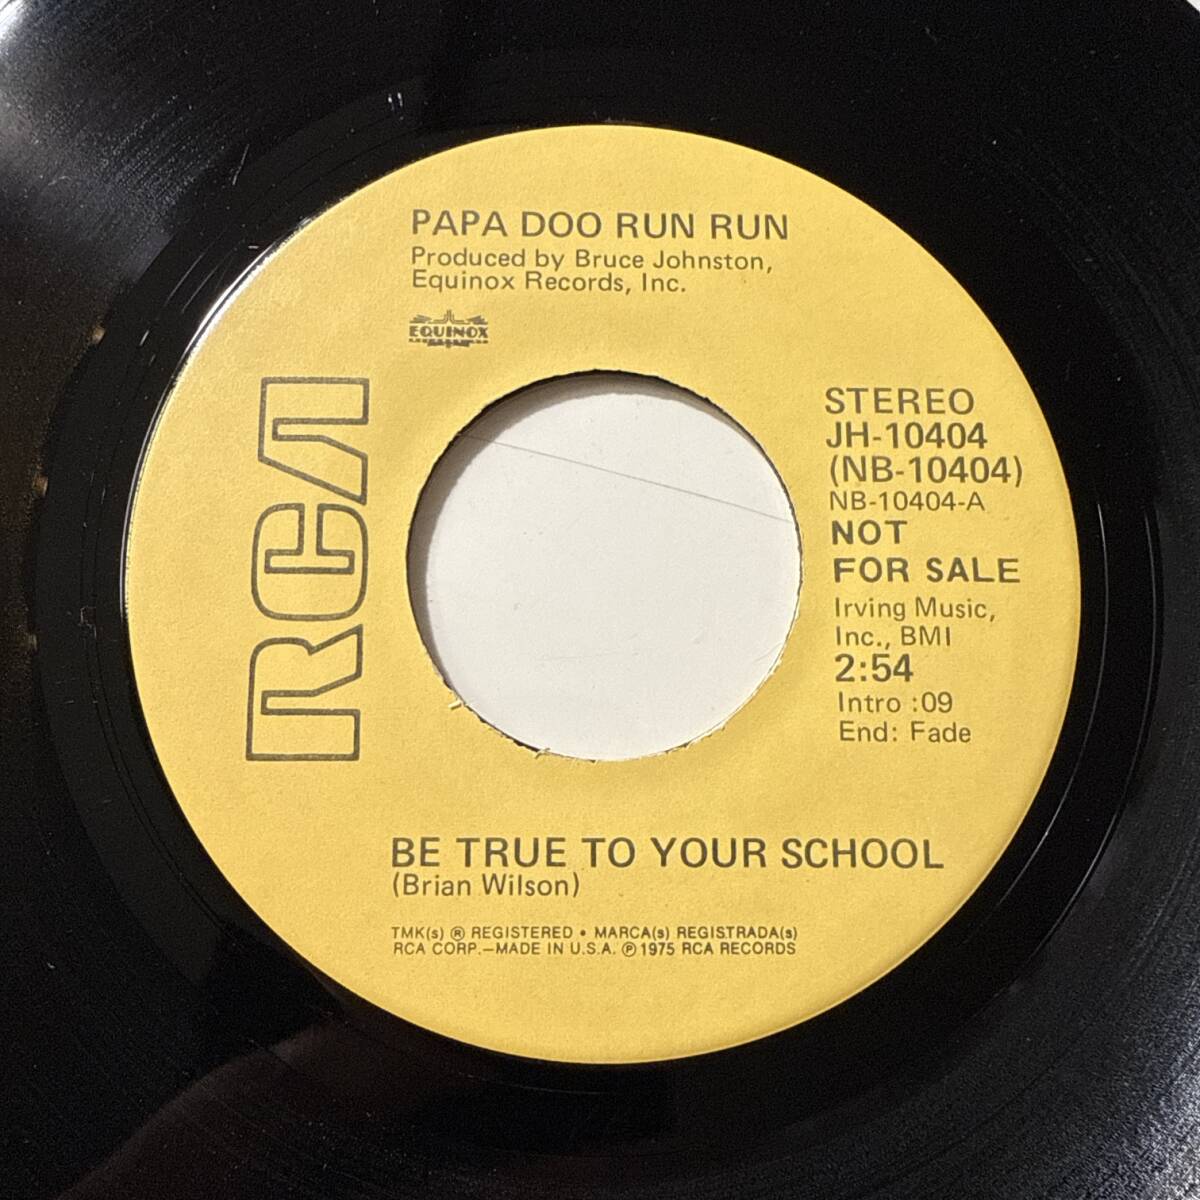 PAPA DOO RUN RUN
Produced by Bruce Johnston,
Equinox Records, Inc.
EQUINOX
RCA
STEREO
JH-10404
(NB-10404)
NB-10404-A
NOT
FOR SALE
Irving Music,
Inc., BMI
2:54
Intro :09
End: Fade
BE TRUE TO YOUR SCHOOL
(Brian Wilson)
TMK(s) ® REGISTERED • MARCA(s) REGISTRADA(s)
RCA CORP.—MADE IN U.S.A. ℗ 1975 RCA RECORDS